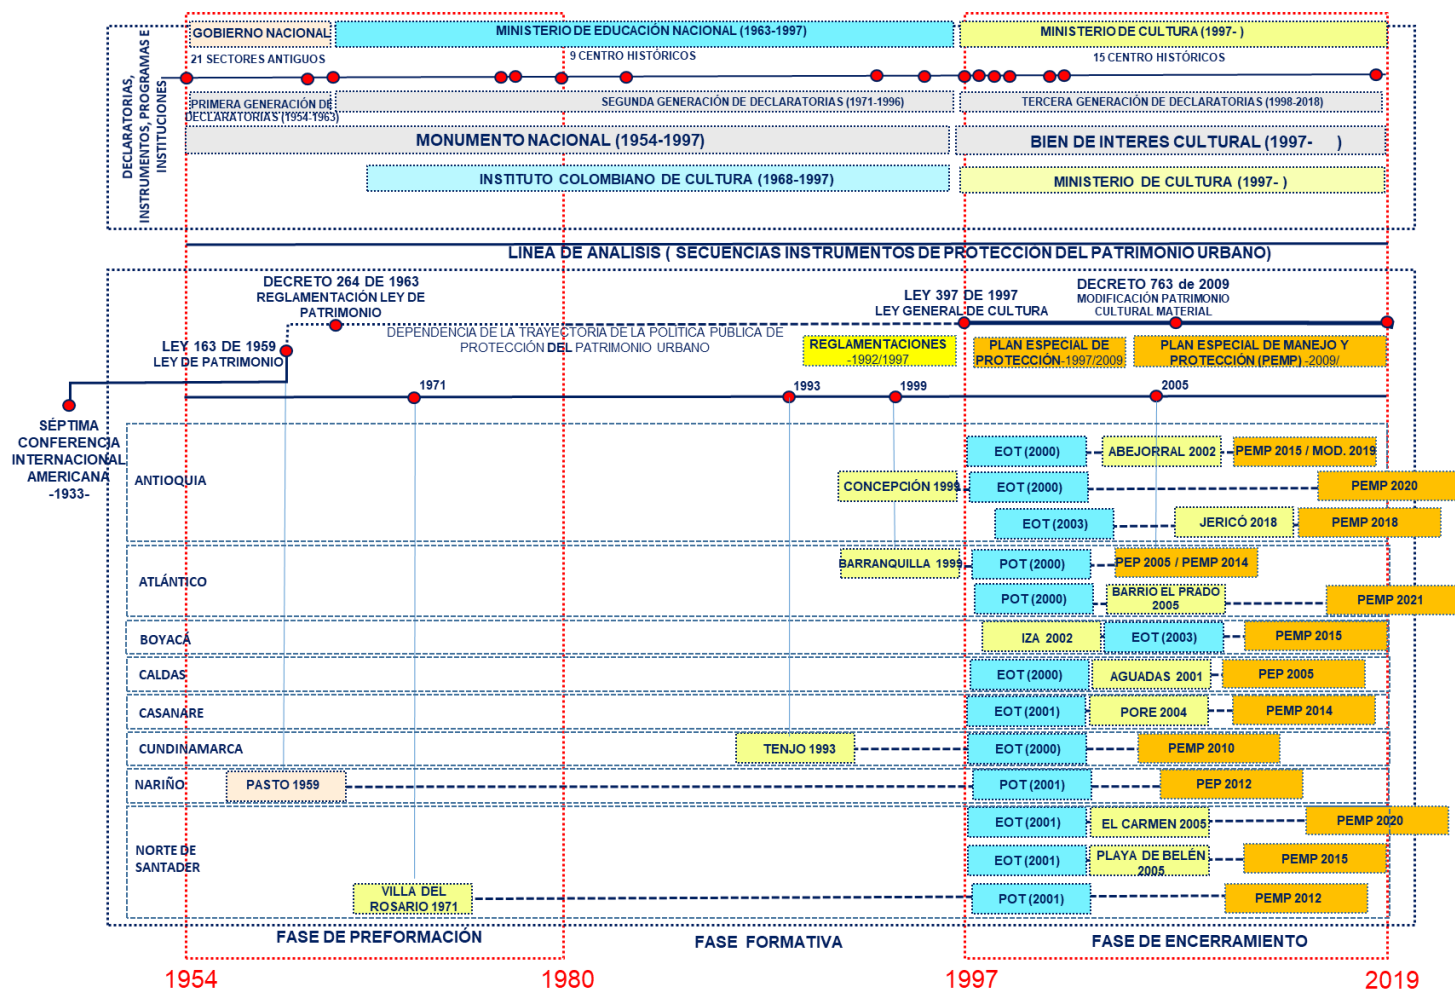 DECLARATORIAS,
INSTRUMENTOS, PROGRAMAS E
INSTITUCIONES
GOBIERNO NACIONAL
MINISTERIO DE EDUCACIÓN NACIONAL (1963-1997)
MINISTERIO DE CULTURA (1997- )
21 SECTORES ANTIGUOS
9 CENTRO HISTÓRICOS
15 CENTRO HISTÓRICOS
PRIMERA GENERACIÓN DE
DECLARATORIAS (1954-1963)
SEGUNDA GENERACIÓN DE DECLARATORIAS (1971-1996)
TERCERA GENERACIÓN DE DECLARATORIAS (1998-2018)
MONUMENTO NACIONAL (1954-1997)
BIEN DE INTERES CULTURAL (1997- )
INSTITUTO COLOMBIANO DE CULTURA (1968-1997)
MINISTERIO DE CULTURA (1997- )
LINEA DE ANALISIS ( SECUENCIAS INSTRUMENTOS DE PROTECCIÓN DEL PATRIMONIO URBANO)
DECRETO 264 DE 1963
REGLAMENTACIÓN LEY DE
PATRIMONIO
LEY 397 DE 1997
LEY GENERAL DE CULTURA
DECRETO 763 de 2009
MODIFICACIÓN PATRIMONIO
CULTURAL MATERIAL
LEY 163 DE 1959
LEY DE PATRIMONIO
DEPENDENCIA DE LA TRAYECTORIA DE LA POLITICA PUBLICA DE
PROTECCIÓN DEL PATRIMONIO URBANO
REGLAMENTACIONES
-1992/1997
PLAN ESPECIAL DE
PROTECCIÓN-1997/2009
PLAN ESPECIAL DE MANEJO Y
PROTECCIÓN (PEMP) -2009/
1971
1993
1999
2005
SÉPTIMA
CONFERENCIA
INTERNACIONAL
AMERICANA
-1933-
ANTIOQUIA
EOT (2000)
ABEJORRAL 2002
PEMP 2015 / MOD. 2019
CONCEPCIÓN 1999
EOT (2000)
PEMP 2020
EOT (2003)
JERICÓ 2018
PEMP 2018
ATLÁNTICO
BARRANQUILLA 1999
POT (2000)
PEP 2005 / PEMP 2014
POT (2000)
BARRIO EL PRADO
2005
PEMP 2021
BOYACÁ
IZA 2002
EOT (2003)
PEMP 2015
CALDAS
EOT (2000)
AGUADAS 2001
PEP 2005
CASANARE
EOT (2001)
PORE 2004
PEMP 2014
CUNDINAMARCA
TENJO 1993
EOT (2000)
PEMP 2010
NARIÑO
PASTO 1959
POT (2001)
PEP 2012
NORTE DE
SANTADER
EOT (2001)
EL CARMEN 2005
PEMP 2020
EOT (2001)
PLAYA DE BELÉN
2005
PEMP 2015
VILLA DEL
ROSARIO 1971
POT (2001)
PEMP 2012
FASE DE PREFORMACIÓN
FASE FORMATIVA
FASE DE ENCERRAMIENTO
1954
1980
1997
2019